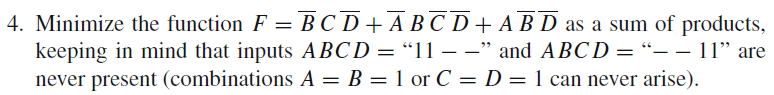 4. Minimize the function F = B̅ C D̅ + A̅ B C̅ D̅ + A B̅ D̅ as a sum of products,
keeping in mind that inputs ABCD = “11 − −” and ABCD = “− − 11” are
never present (combinations A = B = 1 or C = D = 1 can never arise).